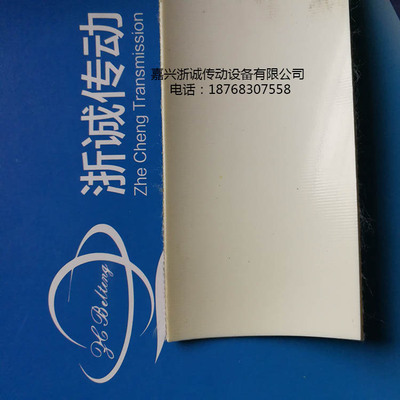 嘉兴浙诚传动设备有限公司
电话：18768307558
浙诚传动
Zhe Cheng Transmission
ZC Belting